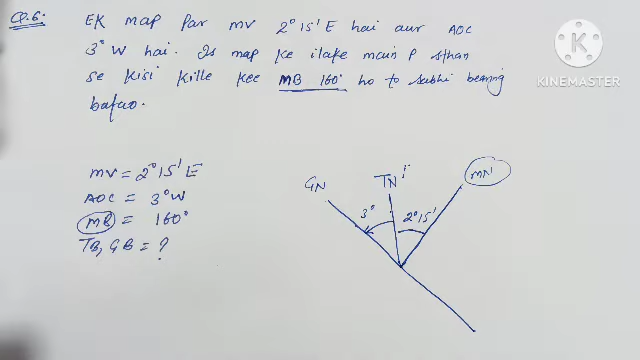 Q.6: EK map Par mv 2° 15' E hai aur AOC
3° W hai. Is map ke ilake main P sthan
se kisi kille kee MB 160° ho to sabhi bearing
batao.
K
KINEMASTER
mv = 2° 15' E
AOC = 3° W
MB = 160°
TB, GB = ?
GN TN MN
3° 2° 15'